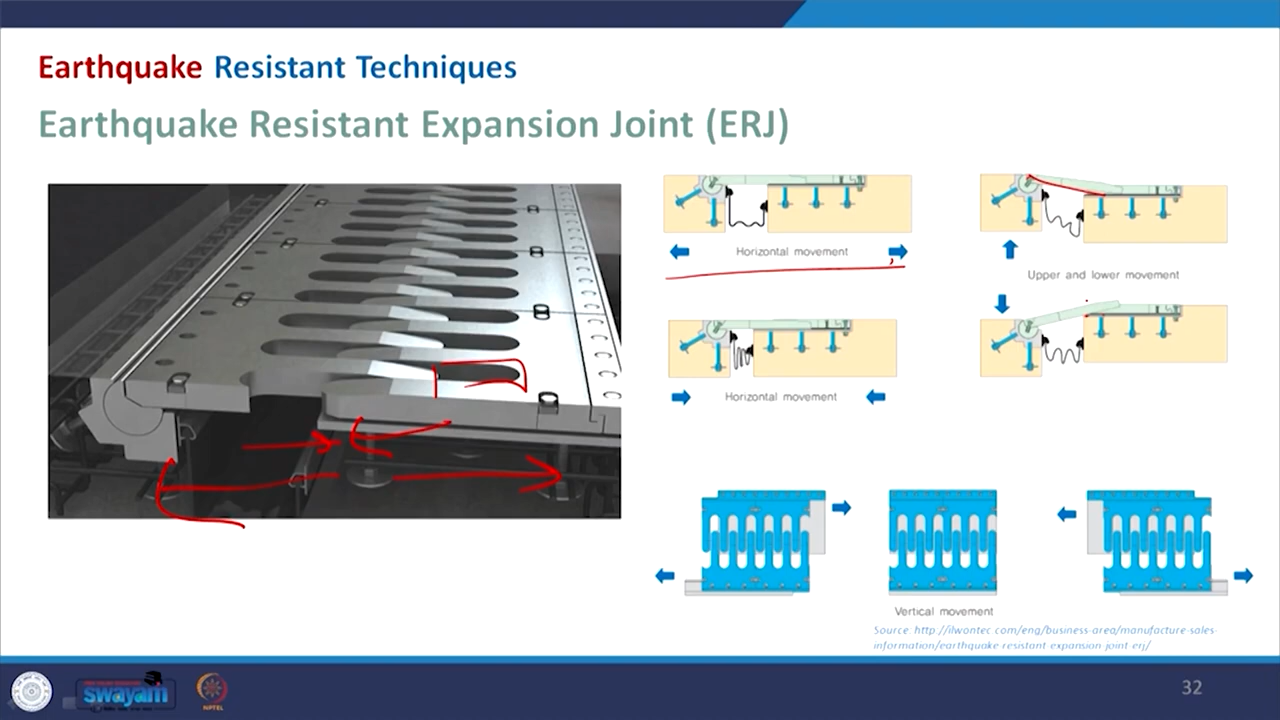 Earthquake Resistant Techniques
Earthquake Resistant Expansion Joint (ERJ)
Horizontal movement
Upper and lower movement
Horizontal movement
Vertical movement
Source: http://ilwontec.com/eng/business-area/manufacture-sales-
information/earthquake-resistant-expansion-joint-erj/
swayam
NPTEL
32